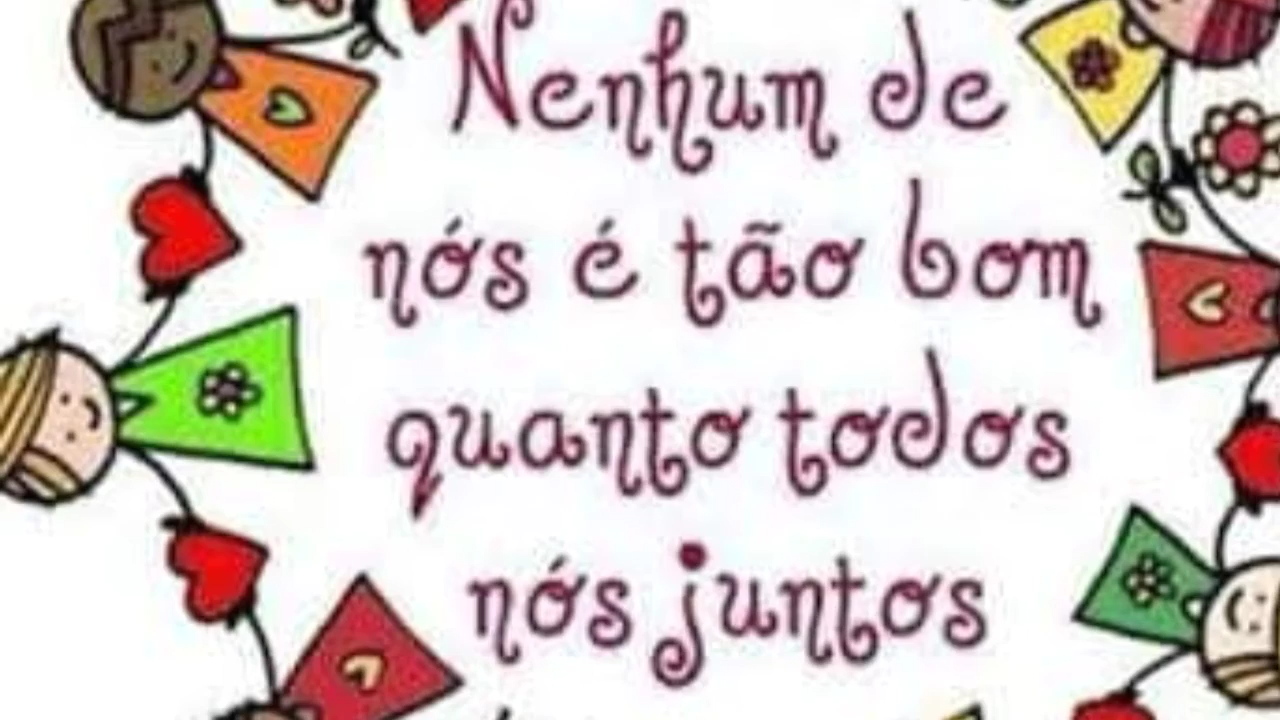 Nenhum de
nós é tão bom
quanto todos
nós juntos